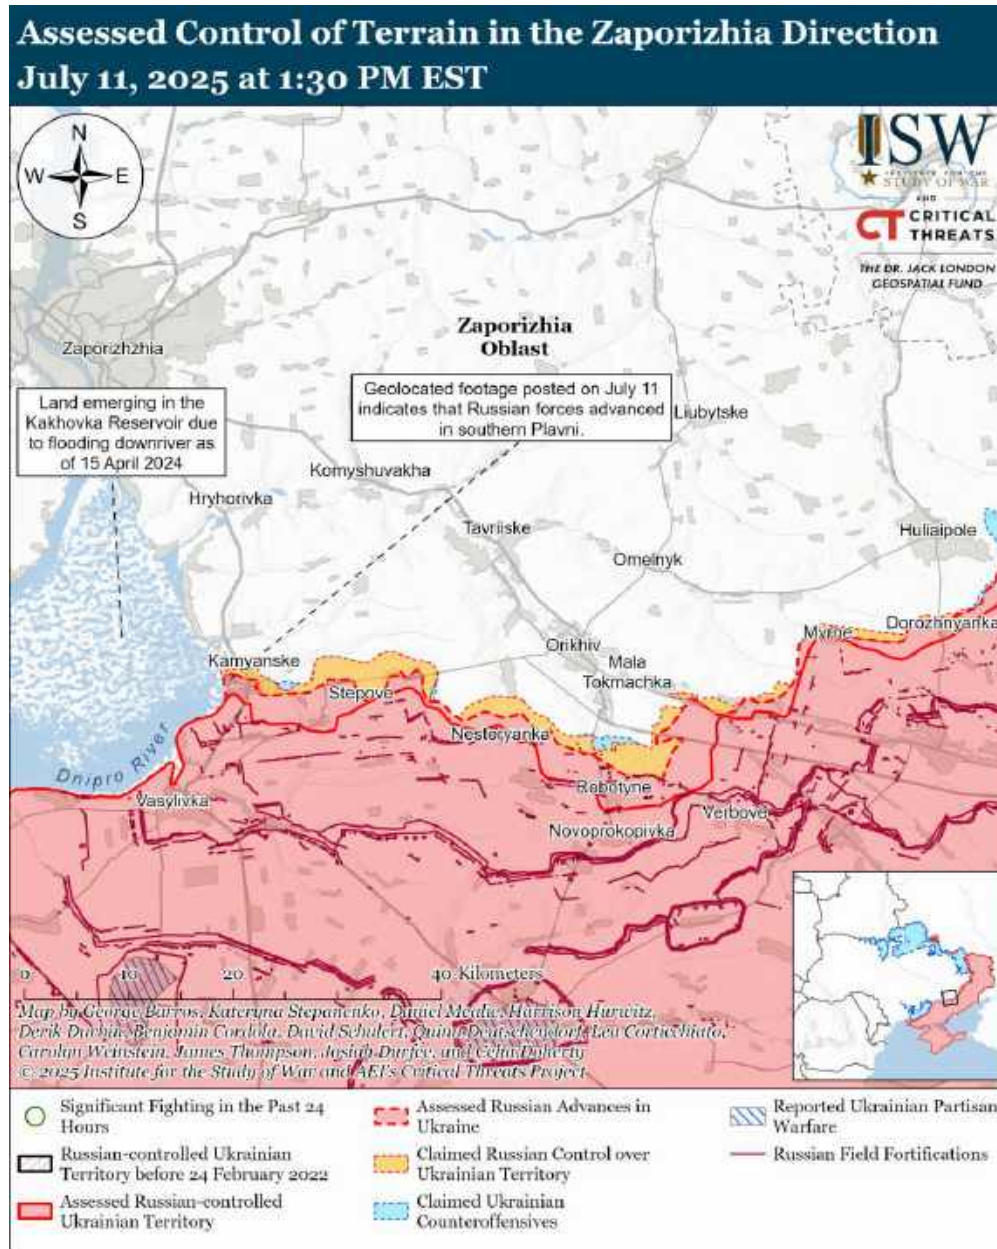 Assessed Control of Terrain in the Zaporizhia Direction
July 11, 2025 at 1:30 PM EST
N
W
E
S
ISW
INSTITUTE FOR THE
STUDY OF WAR
AND
CT CRITICAL
THREATS
THE DR. JACK LONDON
GEOSPATIAL FUND
Zaporizhia
Oblast
Zaporizhzhia
Land emerging in the
Kakhovka Reservoir due
to flooding downriver as
of 15 April 2024
Geolocated footage posted on July 11
indicates that Russian forces advanced
in southern Plavni.
Liubytske
Komyshuvakha
Hryhorivka
Tavriiske
Huliaipole
Omelnyk
Dorozhnyanka
Myrne
Orikhiv
Kamyanske
Mala
Tokmachka
Stepove
Nesteryanka
Dnipro River
Robotyne
Vasylivka
Verbove
Novoprokopivka
0 10 20 40 Kilometers
Map by George Barros, Kateryna Stepanenko, Daniel Mealie, Harrison Hurwitz,
Derik Durbin, Benjamin Cordola, David Schulert, Quinn Deutschendorf, Leo Corticchiato,
Carolyn Weinstein, James Thompson, Josiah Durfee, and Celia Doherty
© 2025 Institute for the Study of War and AEI's Critical Threats Project
Significant Fighting in the Past 24
Hours
Russian-controlled Ukrainian
Territory before 24 February 2022
Assessed Russian-controlled
Ukrainian Territory
Assessed Russian Advances in
Ukraine
Claimed Russian Control over
Ukrainian Territory
Claimed Ukrainian
Counteroffensives
Reported Ukrainian Partisan
Warfare
Russian Field Fortifications